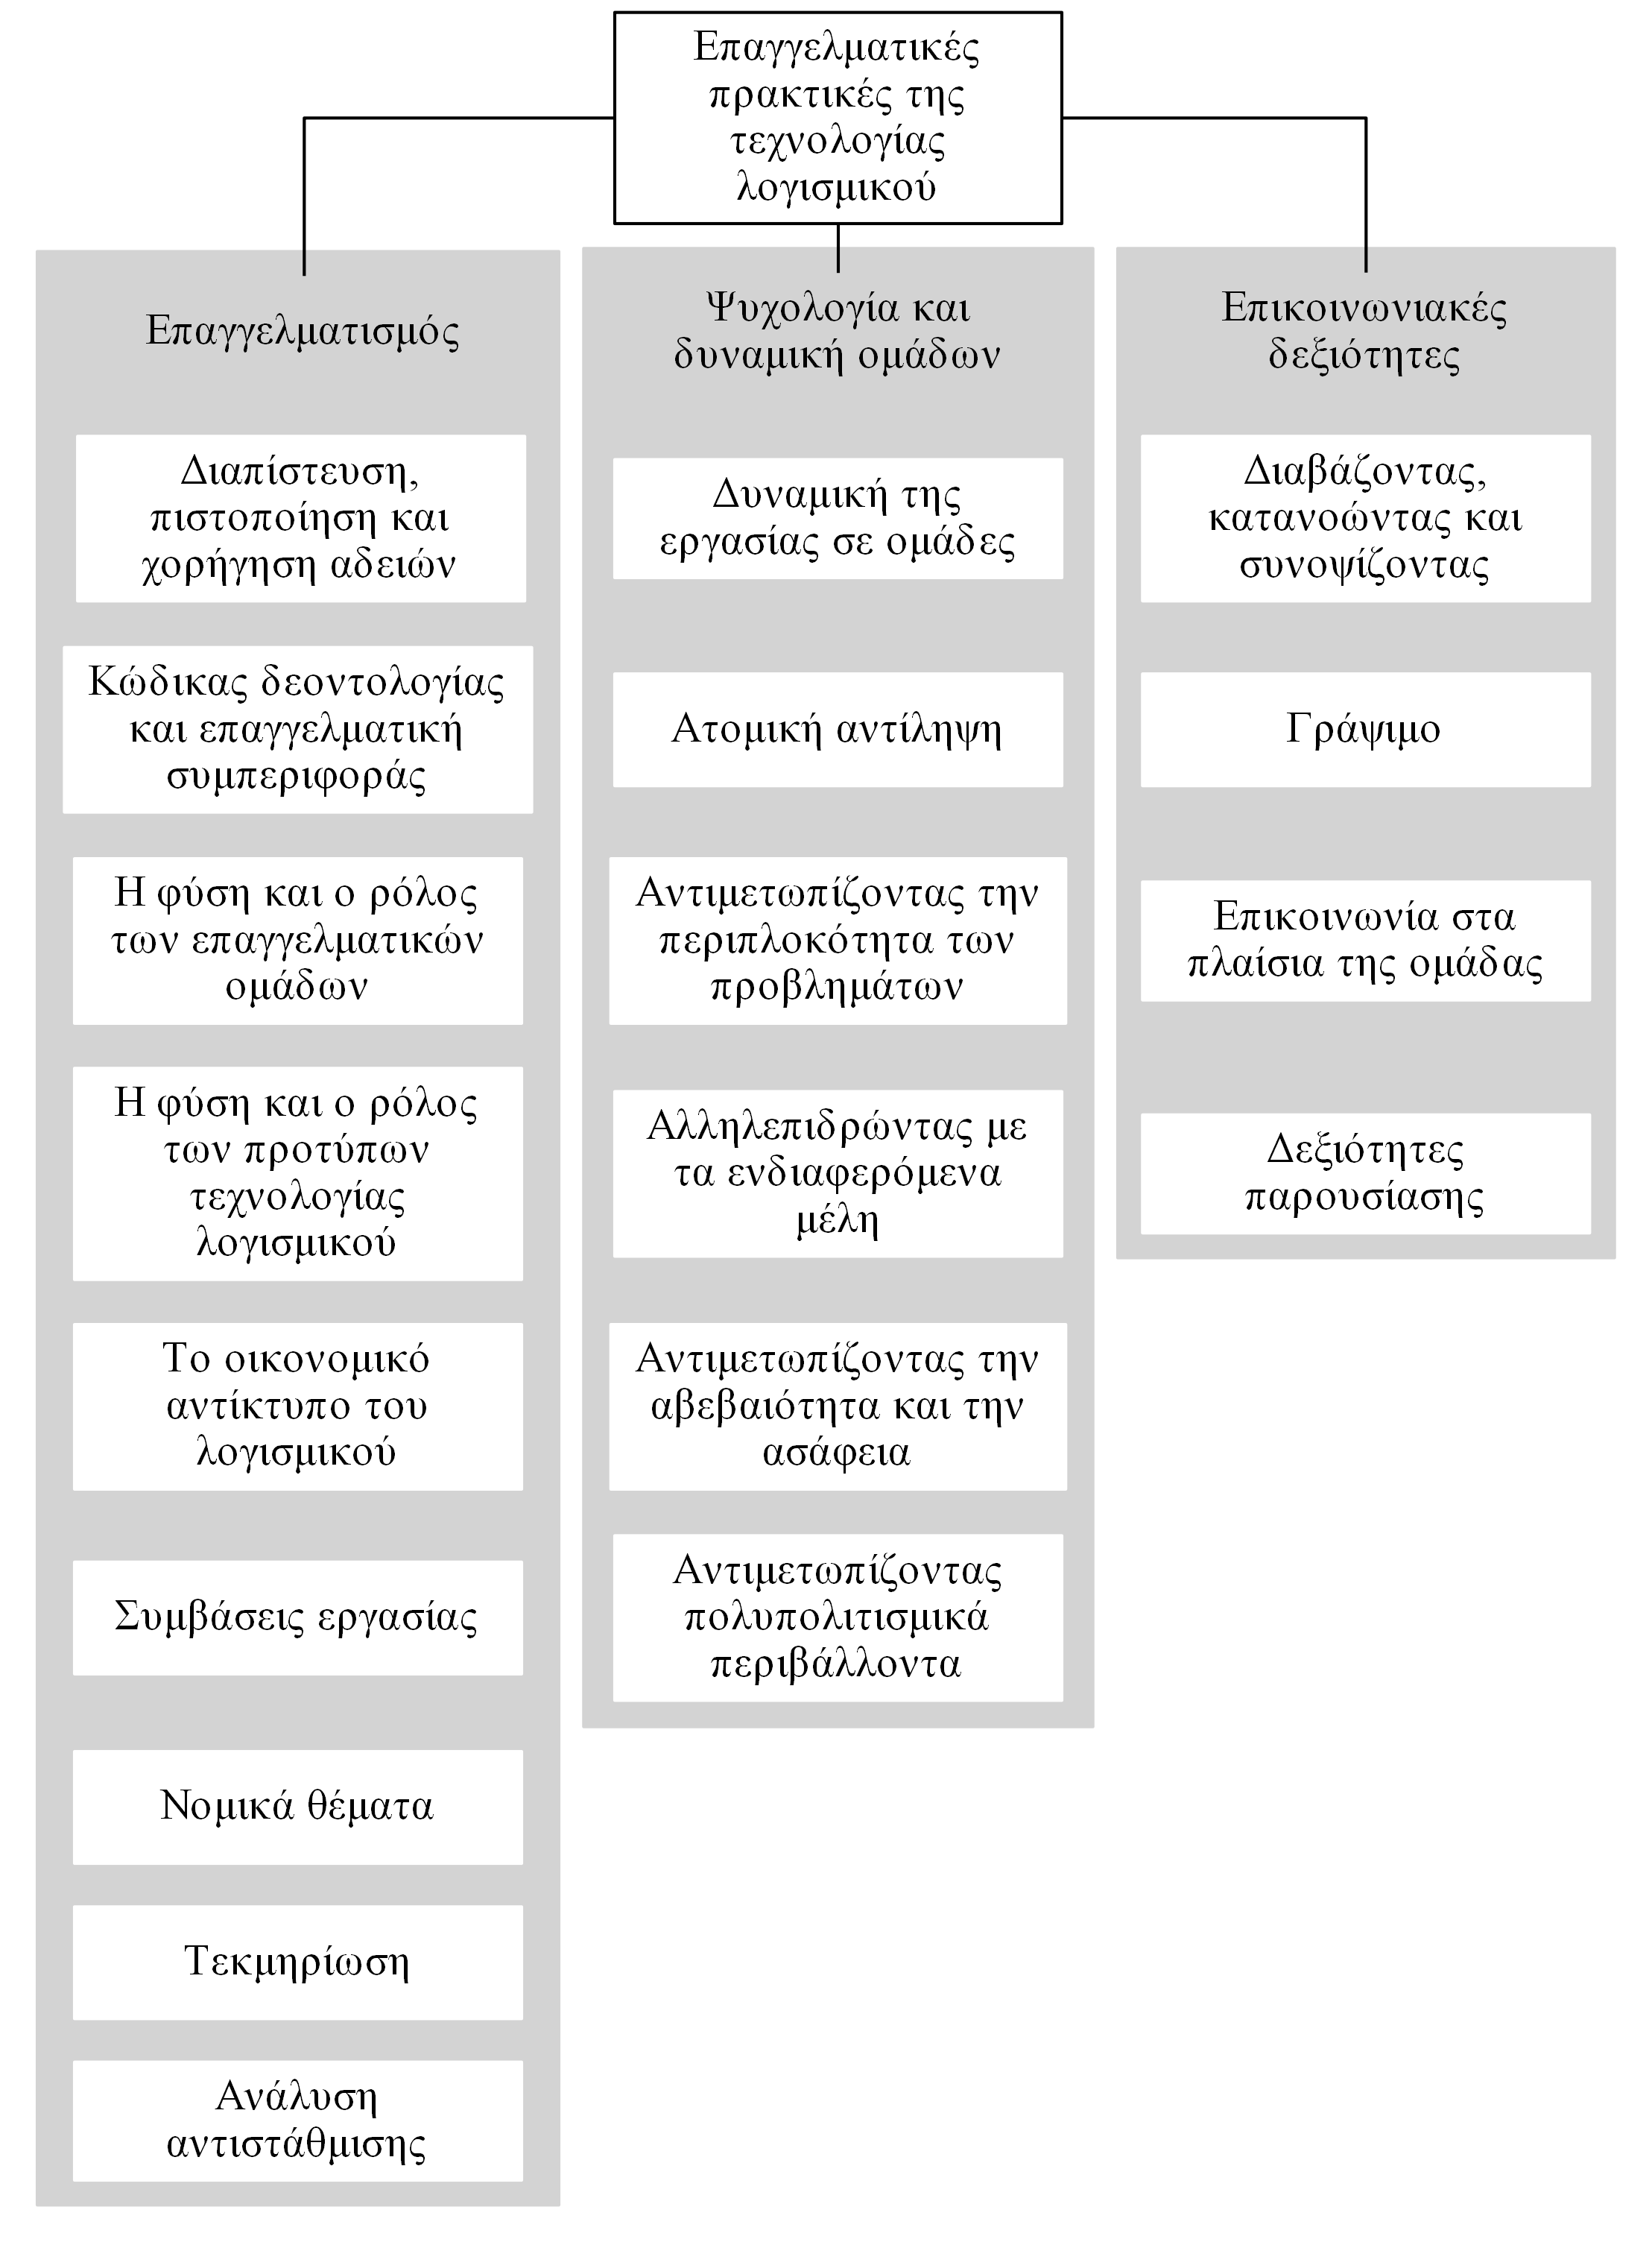 Επαγγελματικές
πρακτικές της
τεχνολογίας
λογισμικού
Επαγγελματισμός
Διαπίστευση,
πιστοποίηση και
χορήγηση αδειών
Κώδικας δεοντολογίας
και επαγγελματική
συμπεριφοράς
Η φύση και ο ρόλος
των επαγγελματικών
ομάδων
Η φύση και ο ρόλος
των προτύπων
τεχνολογίας
λογισμικού
Το οικονομικό
αντίκτυπο του
λογισμικού
Συμβάσεις εργασίας
Νομικά θέματα
Τεκμηρίωση
Ανάλυση
αντιστάθμισης
Ψυχολογία και
δυναμική ομάδων
Δυναμική της
εργασίας σε ομάδες
Ατομική αντίληψη
Αντιμετωπίζοντας την
περιπλοκότητα των
προβλημάτων
Αλληλεπιδρώντας με
τα ενδιαφερόμενα
μέλη
Αντιμετωπίζοντας την
αβεβαιότητα και την
ασάφεια
Αντιμετωπίζοντας
πολυπολιτισμικά
περιβάλλοντα
Επικοινωνιακές
δεξιότητες
Διαβάζοντας,
κατανοώντας και
συνοψίζοντας
Γράψιμο
Επικοινωνία στα
πλαίσια της ομάδας
Δεξιότητες
παρουσίασης